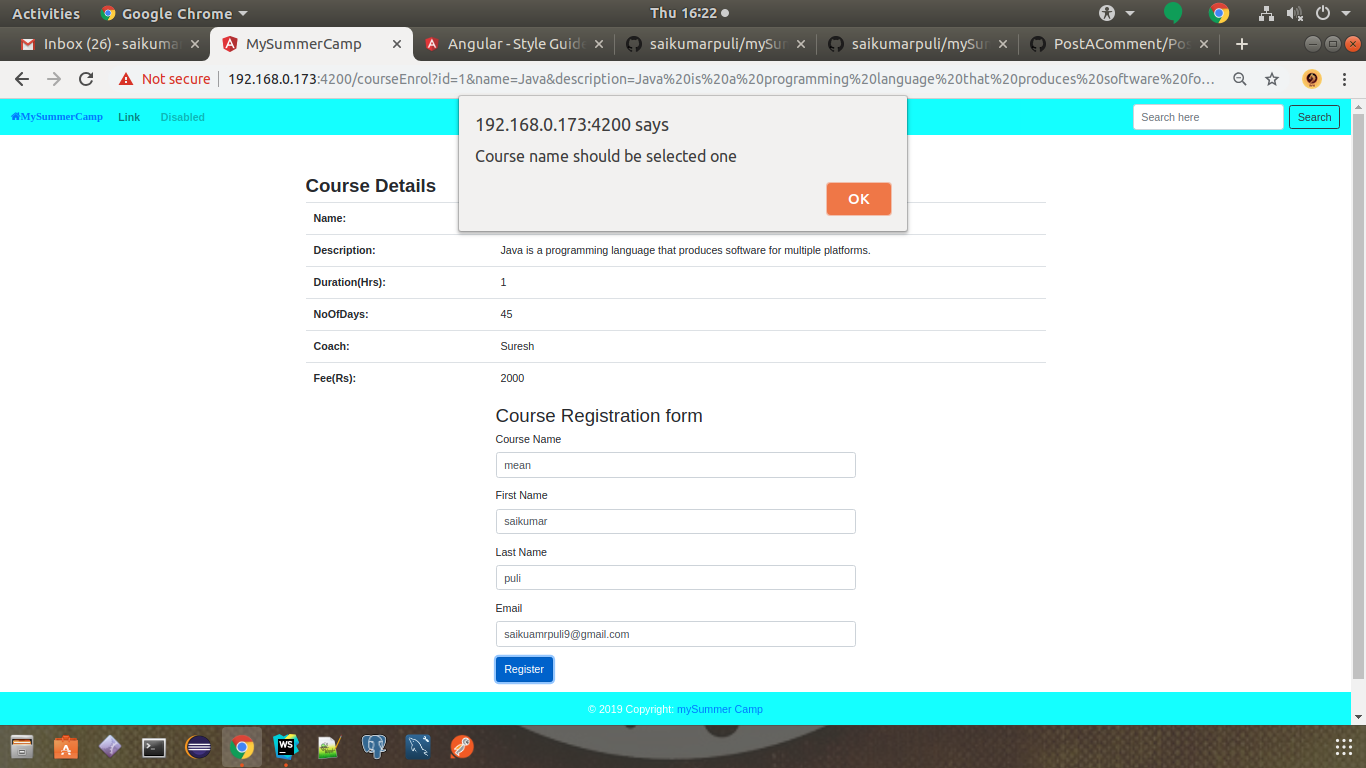 Activities Google Chrome Thu 16:22
Inbox (26) - saikuma MySummerCamp Angular - Style Guide saikumarpuli/mySum saikumarpuli/mySum PostAComment/Pos
Not secure 192.168.0.173:4200/courseEnrol?id=1&name=Java&description=Java%20is%20a%20programming%20language%20that%20produces%20software%20fo...
MySummerCamp Link Disabled Search here Search
192.168.0.173:4200 says
Course name should be selected one
OK
Course Details
Name:
Description: Java is a programming language that produces software for multiple platforms.
Duration(Hrs): 1
NoOfDays: 45
Coach: Suresh
Fee(Rs): 2000
Course Registration form
Course Name
mean
First Name
saikumar
Last Name
puli
Email
saikuamrpuli9@gmail.com
Register
© 2019 Copyright: mySummer Camp
WS